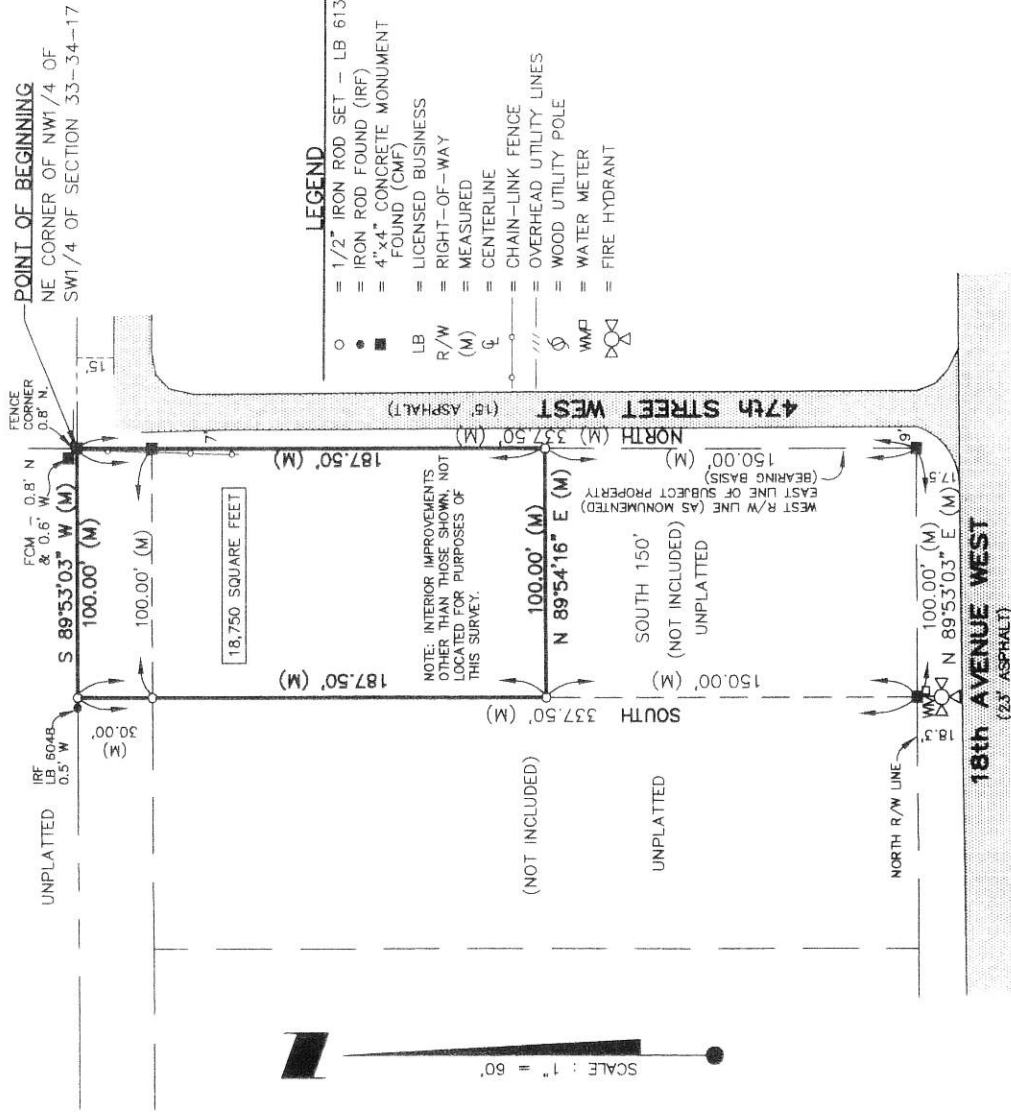 POINT OF BEGINNING
NE CORNER OF NW1/4 OF
SW1/4 OF SECTION 33-34-17
FENCE
CORNER
0.8' N.
FCM - 0.8' N
& 0.6' W
S 89°53'03" W (M)
100.00' (M)
15'
UNPLATTED
IRF
LB 6048
0.5' W
30.00'
(M)
100.00' (M)
7'
18,750 SQUARE FEET
187.50' (M)
187.50' (M)
NOTE: INTERIOR IMPROVEMENTS
OTHER THAN THOSE SHOWN, NOT
LOCATED FOR PURPOSES OF
THIS SURVEY.
47th STREET WEST
(15' ASPHALT)
NORTH (M) 337.50' (M)
SOUTH 337.50' (M)
100.00' (M)
N 89°54'16" E (M)
LEGEND
= 1/2" IRON ROD SET - LB 613
= IRON ROD FOUND (IRF)
= 4"x4" CONCRETE MONUMENT
FOUND (CMF)
LB = LICENSED BUSINESS
R/W = RIGHT-OF-WAY
(M) = MEASURED
℄ = CENTERLINE
= CHAIN-LINK FENCE
= OVERHEAD UTILITY LINES
= WOOD UTILITY POLE
WM = WATER METER
= FIRE HYDRANT
(NOT INCLUDED)
UNPLATTED
SOUTH 150'
(NOT INCLUDED)
UNPLATTED
150.00' (M)
150.00' (M)
WEST R/W LINE (AS MONUMENTED)
EAST LINE OF SUBJECT PROPERTY
(BEARING BASIS)
NORTH R/W LINE
WM
18.3'
9'
17.5'
100.00' (M)
N 89°53'03" E (M)
18th AVENUE WEST
(23' ASPHALT)
SCALE : 1" = 60'